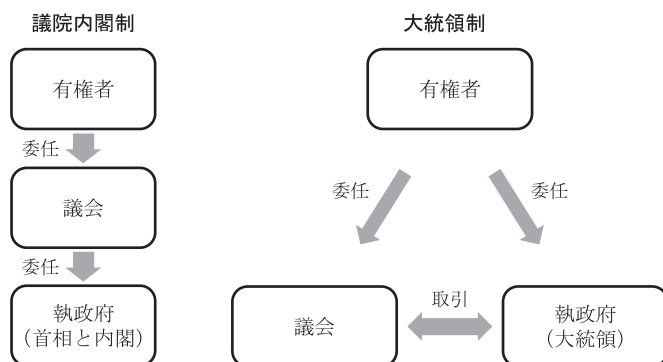 議院内閣制
有権者
委任
議会
委任
執政府
（首相と内閣）
大統領制
有権者
委任
委任
議会
取引
執政府
（大統領）